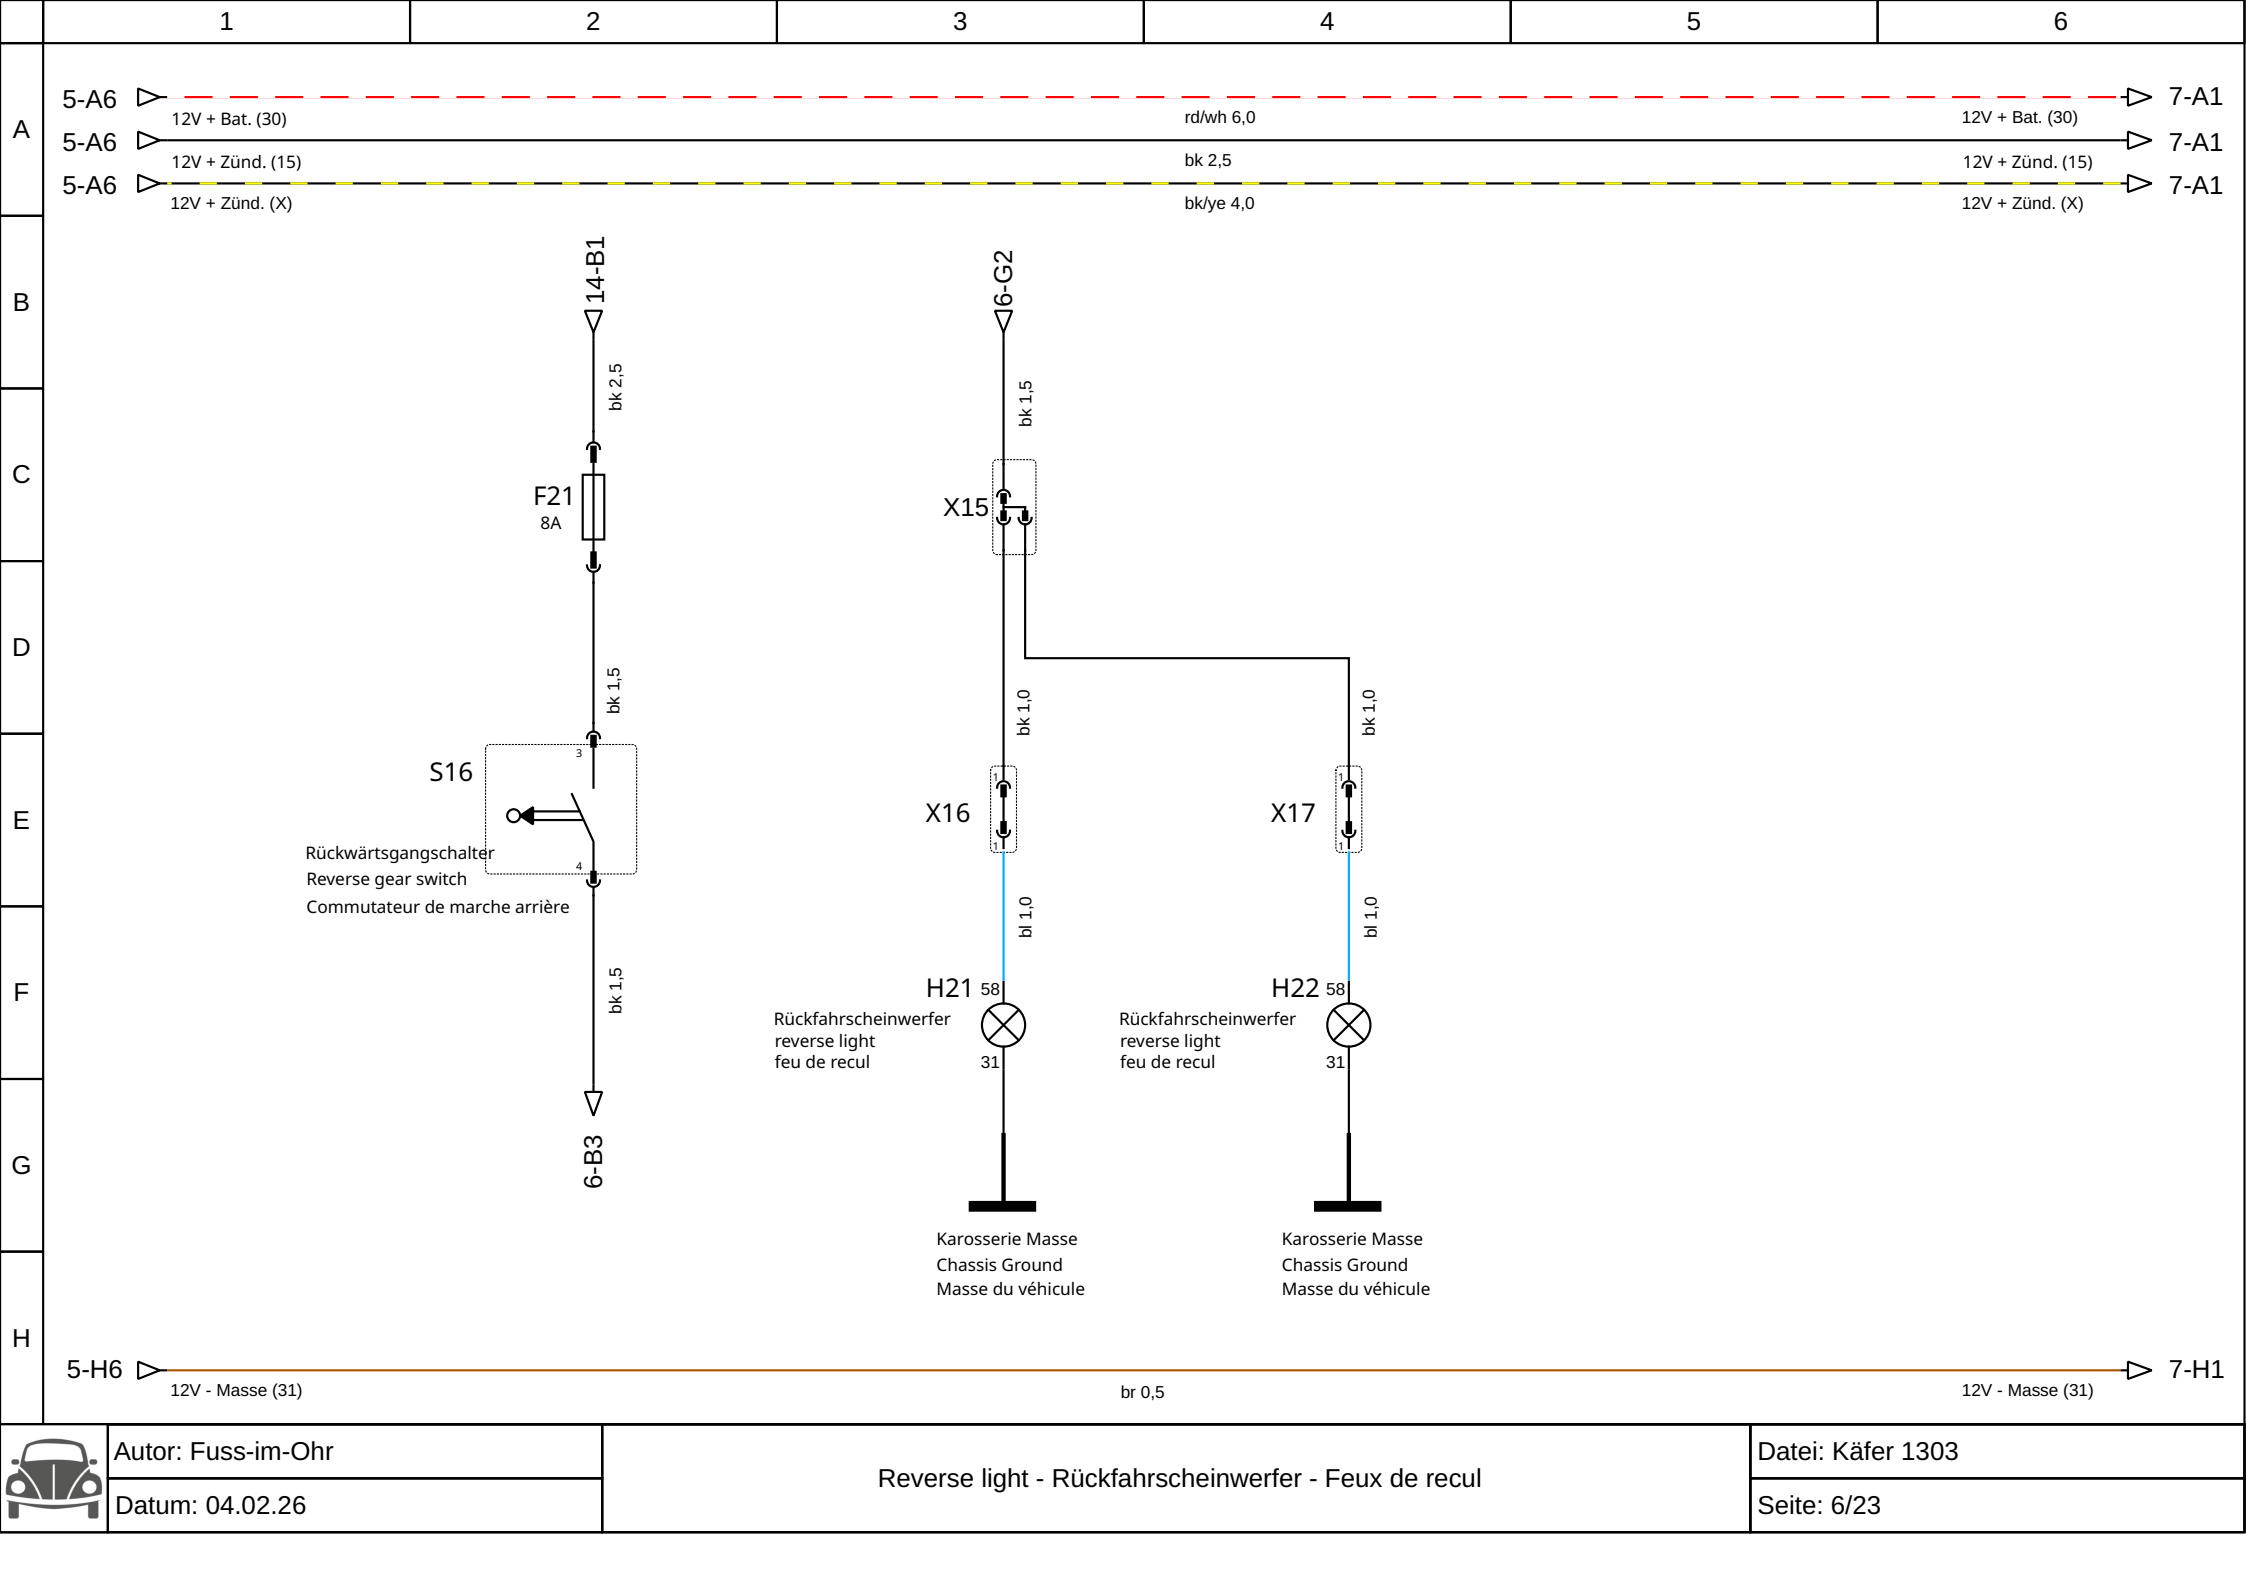 1 2 3 4 5 6
A
B
C
D
E
F
G
H
5-A6
12V + Bat. (30)
rd/wh 6,0
12V + Bat. (30)
7-A1
5-A6
12V + Zünd. (15)
bk 2,5
12V + Zünd. (15)
7-A1
5-A6
12V + Zünd. (X)
bk/ye 4,0
12V + Zünd. (X)
7-A1
14-B1
bk 2,5
F21
8A
bk 1,5
S16
3
4
Rückwärtsgangschalter
Reverse gear switch
Commutateur de marche arrière
bk 1,5
6-B3
6-G2
bk 1,5
X15
bk 1,0
X16
1
1
bl 1,0
H21
58
Rückfahrscheinwerfer
reverse light
feu de recul
31
Karosserie Masse
Chassis Ground
Masse du véhicule
bk 1,0
X17
1
1
bl 1,0
H22
58
Rückfahrscheinwerfer
reverse light
feu de recul
31
Karosserie Masse
Chassis Ground
Masse du véhicule
5-H6
12V - Masse (31)
br 0,5
12V - Masse (31)
7-H1
Autor: Fuss-im-Ohr
Datum: 04.02.26
Reverse light - Rückfahrscheinwerfer - Feux de recul
Datei: Käfer 1303
Seite: 6/23